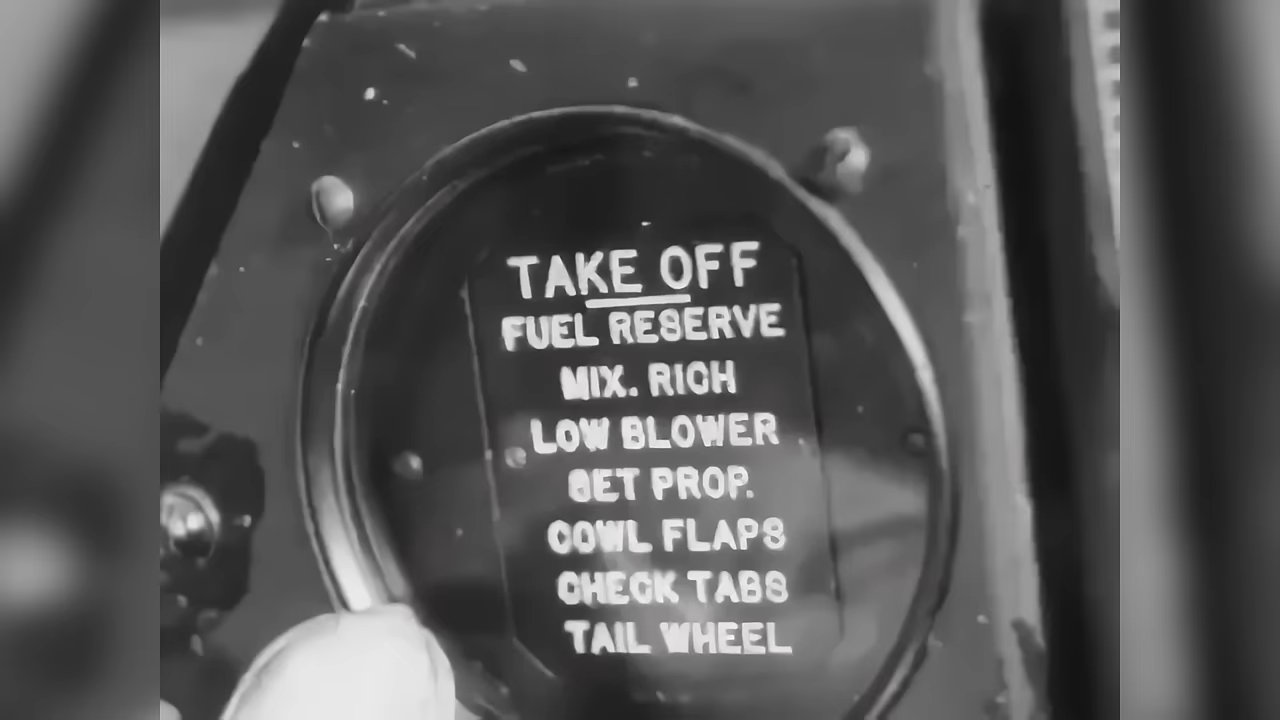 TAKE OFF
FUEL RESERVE
MIX. RICH
LOW BLOWER
SET PROP.
COWL FLAPS
CHECK TABS
TAIL WHEEL